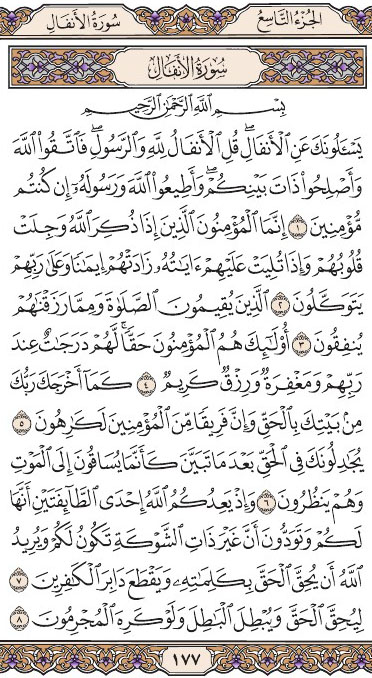 الجُزْءُ التَّاسِعُ سُورَةُ الأَنفَالِ
سُورَةُ الأَنفَالِ
بِسْمِ ٱللَّهِ ٱلرَّحْمَٰنِ ٱلرَّحِيمِ
يَسْـَٔلُونَكَ عَنِ ٱلْأَنفَالِۖ قُلِ ٱلْأَنفَالُ لِلَّهِ وَٱلرَّسُولِۖ فَٱتَّقُوا۟ ٱللَّهَ
وَأَصْلِحُوا۟ ذَاتَ بَيْنِكُمْۖ وَأَطِيعُوا۟ ٱللَّهَ وَرَسُولَهُۥٓ إِن كُنتُم
مُّؤْمِنِينَ ١ إِنَّمَا ٱلْمُؤْمِنُونَ ٱلَّذِينَ إِذَا ذُكِرَ ٱللَّهُ وَجِلَتْ
قُلُوبُهُمْ وَإِذَا تُلِيَتْ عَلَيْهِمْ ءَايَٰتُهُۥ زَادَتْهُمْ إِيمَٰنًا وَعَلَىٰ رَبِّهِمْ
يَتَوَكَّلُونَ ٢ ٱلَّذِينَ يُقِيمُونَ ٱلصَّلَوٰةَ وَمِمَّا رَزَقْنَٰهُمْ
يُنفِقُونَ ٣ أُو۟لَٰٓئِكَ هُمُ ٱلْمُؤْمِنُونَ حَقًّاۚ لَّهُمْ دَرَجَٰتٌ عِندَ
رَبِّهِمْ وَمَغْفِرَةٌ وَرِزْقٌ كَرِيمٌ ٤ كَمَآ أَخْرَجَكَ رَبُّكَ
مِنۢ بَيْتِكَ بِٱلْحَقِّ وَإِنَّ فَرِيقًا مِّنَ ٱلْمُؤْمِنِينَ لَكَٰرِهُونَ ٥
يُجَٰدِلُونَكَ فِى ٱلْحَقِّ بَعْدَ مَا تَبَيَّنَ كَأَنَّمَا يُسَاقُونَ إِلَى ٱلْمَوْتِ
وَهُمْ يَنظُرُونَ ٦ وَإِذْ يَعِدُكُمُ ٱللَّهُ إِحْدَى ٱلطَّآئِفَتَيْنِ أَنَّهَا
لَكُمْ وَتَوَدُّونَ أَنَّ غَيْرَ ذَاتِ ٱلشَّوْكَةِ تَكُونُ لَكُمْ وَيُرِيدُ
ٱللَّهُ أَن يُحِقَّ ٱلْحَقَّ بِكَلِمَٰتِهِۦ وَيَقْطَعَ دَابِرَ ٱلْكَٰفِرِينَ ٧
لِيُحِقَّ ٱلْحَقَّ وَيُبْطِلَ ٱلْبَٰطِلَ وَلَوْ كَرِهَ ٱلْمُجْرِمُونَ ٨
١٧٧